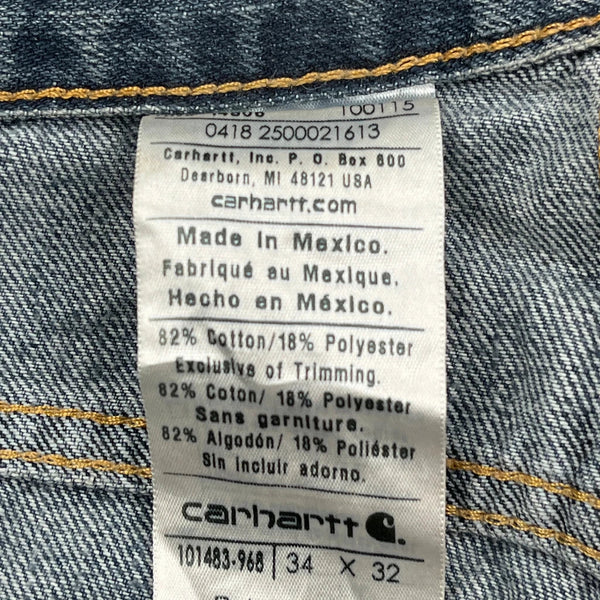 100115
0418 2500021613
Carhartt, Inc. P. O. Box 600
Dearborn, MI 48121 USA
carhartt.com
Made in Mexico.
Fabriqué au Mexique.
Hecho en México.
82% Cotton/18% Polyester
Exclusive of Trimming.
82% Coton/ 18% Polyester
Sans garniture.
82% Algodón/ 18% Poliéster
Sin incluir adorno.
carhartt
101483-968 34 X 32